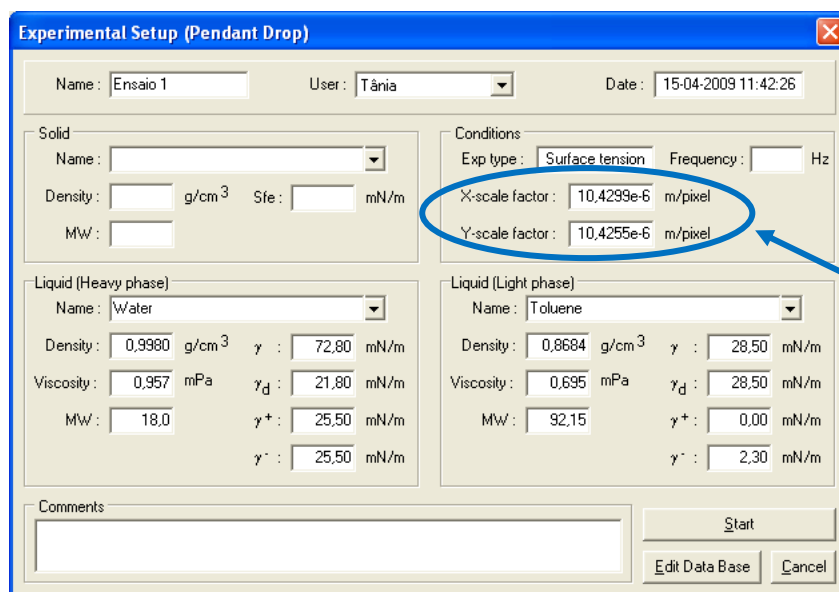 Experimental Setup (Pendant Drop)
Name : Ensaio 1 User : Tânia Date : 15-04-2009 11:42:26
Solid
Name :
Density : g/cm3 Sfe : mN/m
MW :
Conditions
Exp type : Surface tension Frequency : Hz
X-scale factor : 10,4299e-6 m/pixel
Y-scale factor : 10,4255e-6 m/pixel
Liquid (Heavy phase)
Name : Water
Density : 0,9980 g/cm3 γ : 72,80 mN/m
Viscosity : 0,957 mPa γd : 21,80 mN/m
MW : 18,0 γ+ : 25,50 mN/m
γ- : 25,50 mN/m
Liquid (Light phase)
Name : Toluene
Density : 0,8684 g/cm3 γ : 28,50 mN/m
Viscosity : 0,695 mPa γd : 28,50 mN/m
MW : 92,15 γ+ : 0,00 mN/m
γ- : 2,30 mN/m
Comments
Start
Edit Data Base Cancel